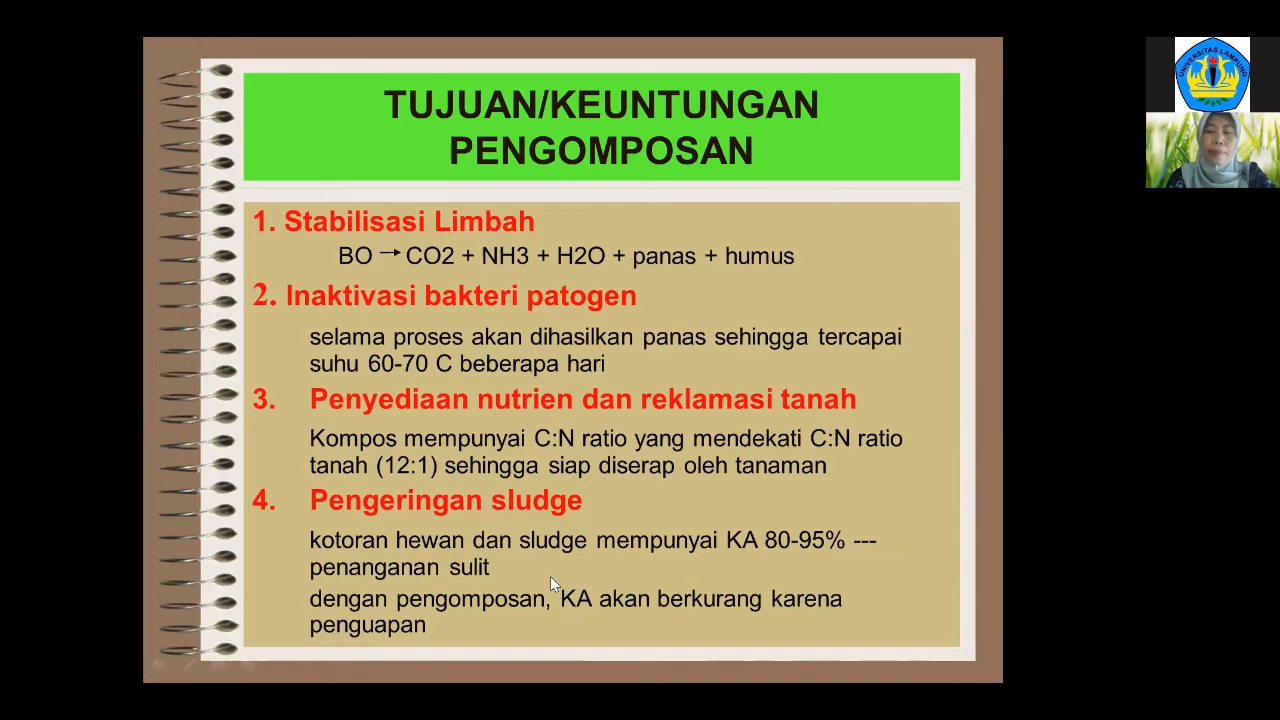 TUJUAN/KEUNTUNGAN
PENGOMPOSAN
1. Stabilisasi Limbah
BO → CO2 + NH3 + H2O + panas + humus
2. Inaktivasi bakteri patogen
selama proses akan dihasilkan panas sehingga tercapai
suhu 60-70 C beberapa hari
3. Penyediaan nutrien dan reklamasi tanah
Kompos mempunyai C:N ratio yang mendekati C:N ratio
tanah (12:1) sehingga siap diserap oleh tanaman
4. Pengeringan sludge
kotoran hewan dan sludge mempunyai KA 80-95% ---
penanganan sulit
dengan pengomposan, KA akan berkurang karena
penguapan
UNIVERSITAS LAMPUNG